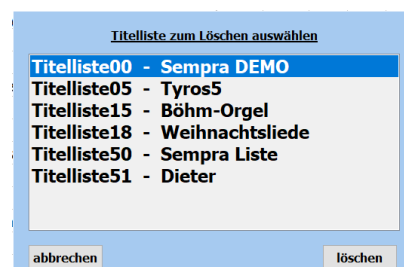 Titelliste zum Löschen auswählen
Titelliste00 - Sempra DEMO
Titelliste05 - Tyros5
Titelliste15 - Böhm-Orgel
Titelliste18 - Weihnachtsliede
Titelliste50 - Sempra Liste
Titelliste51 - Dieter
abbrechen löschen